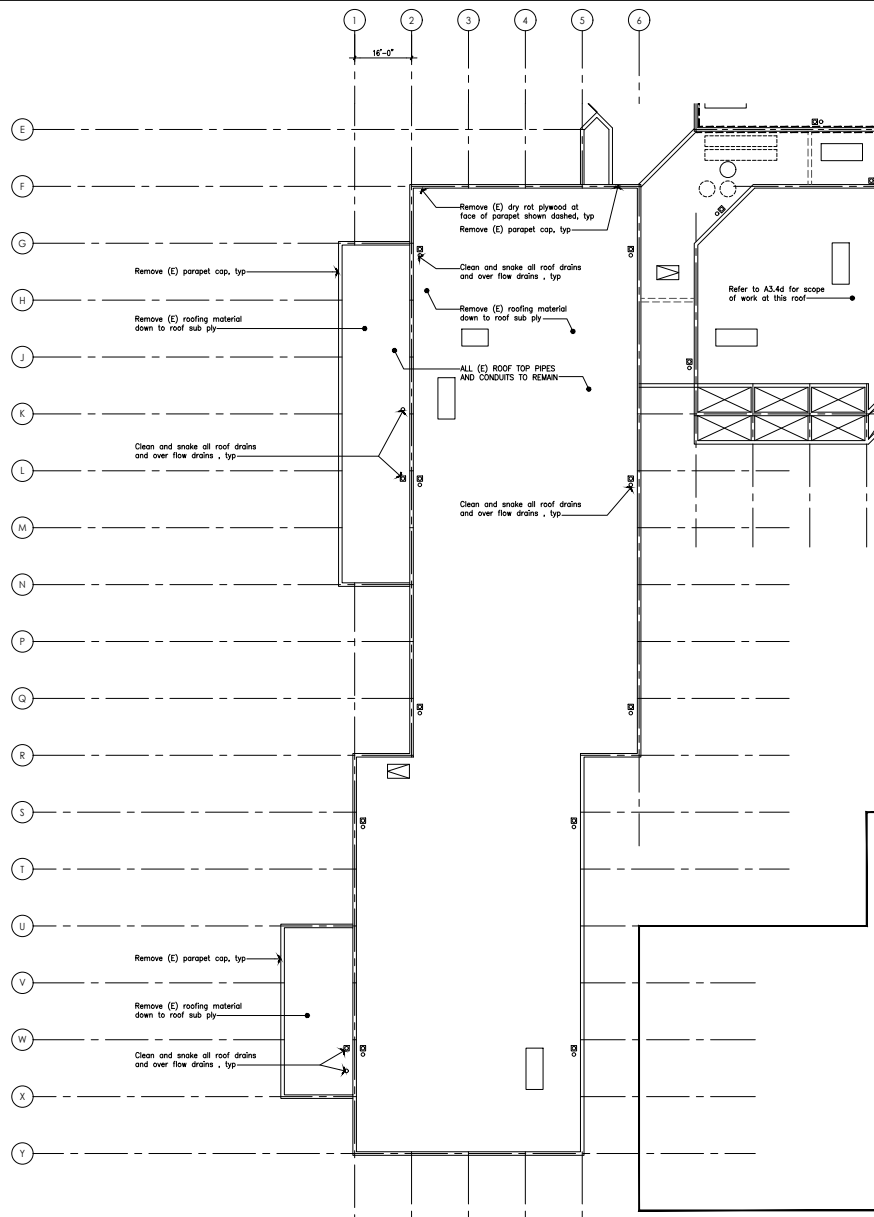 1
2
3
4
5
6
16'-0"
E
F
G
H
J
K
L
M
N
P
Q
R
S
T
U
V
W
X
Y
Remove (E) dry rot plywood at
face of parapet shown dashed, typ
Remove (E) parapet cap, typ
Remove (E) parapet cap, typ
Clean and snake all roof drains
and over flow drains , typ
Refer to A3.4d for scope
of work at this roof
Remove (E) roofing material
down to roof sub ply
Remove (E) roofing material
down to roof sub ply
ALL (E) ROOF TOP PIPES
AND CONDUITS TO REMAIN
Clean and snake all roof drains
and over flow drains , typ
Clean and snake all roof drains
and over flow drains , typ
Remove (E) parapet cap, typ
Remove (E) roofing material
down to roof sub ply
Clean and snake all roof drains
and over flow drains , typ